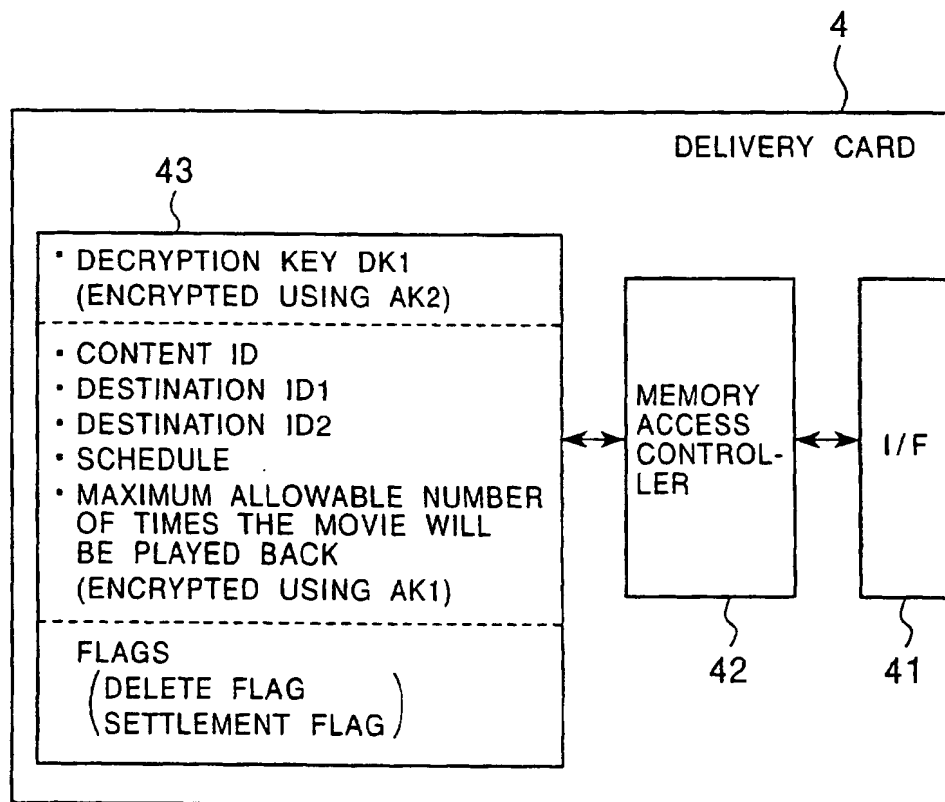 4
DELIVERY CARD
43
· DECRYPTION KEY DK1
(ENCRYPTED USING AK2)
· CONTENT ID
· DESTINATION ID1
· DESTINATION ID2
· SCHEDULE
· MAXIMUM ALLOWABLE NUMBER
OF TIMES THE MOVIE WILL
BE PLAYED BACK
(ENCRYPTED USING AK1)
FLAGS
(DELETE FLAG
SETTLEMENT FLAG)
MEMORY
ACCESS
CONTROL-
LER
I/F
42
41